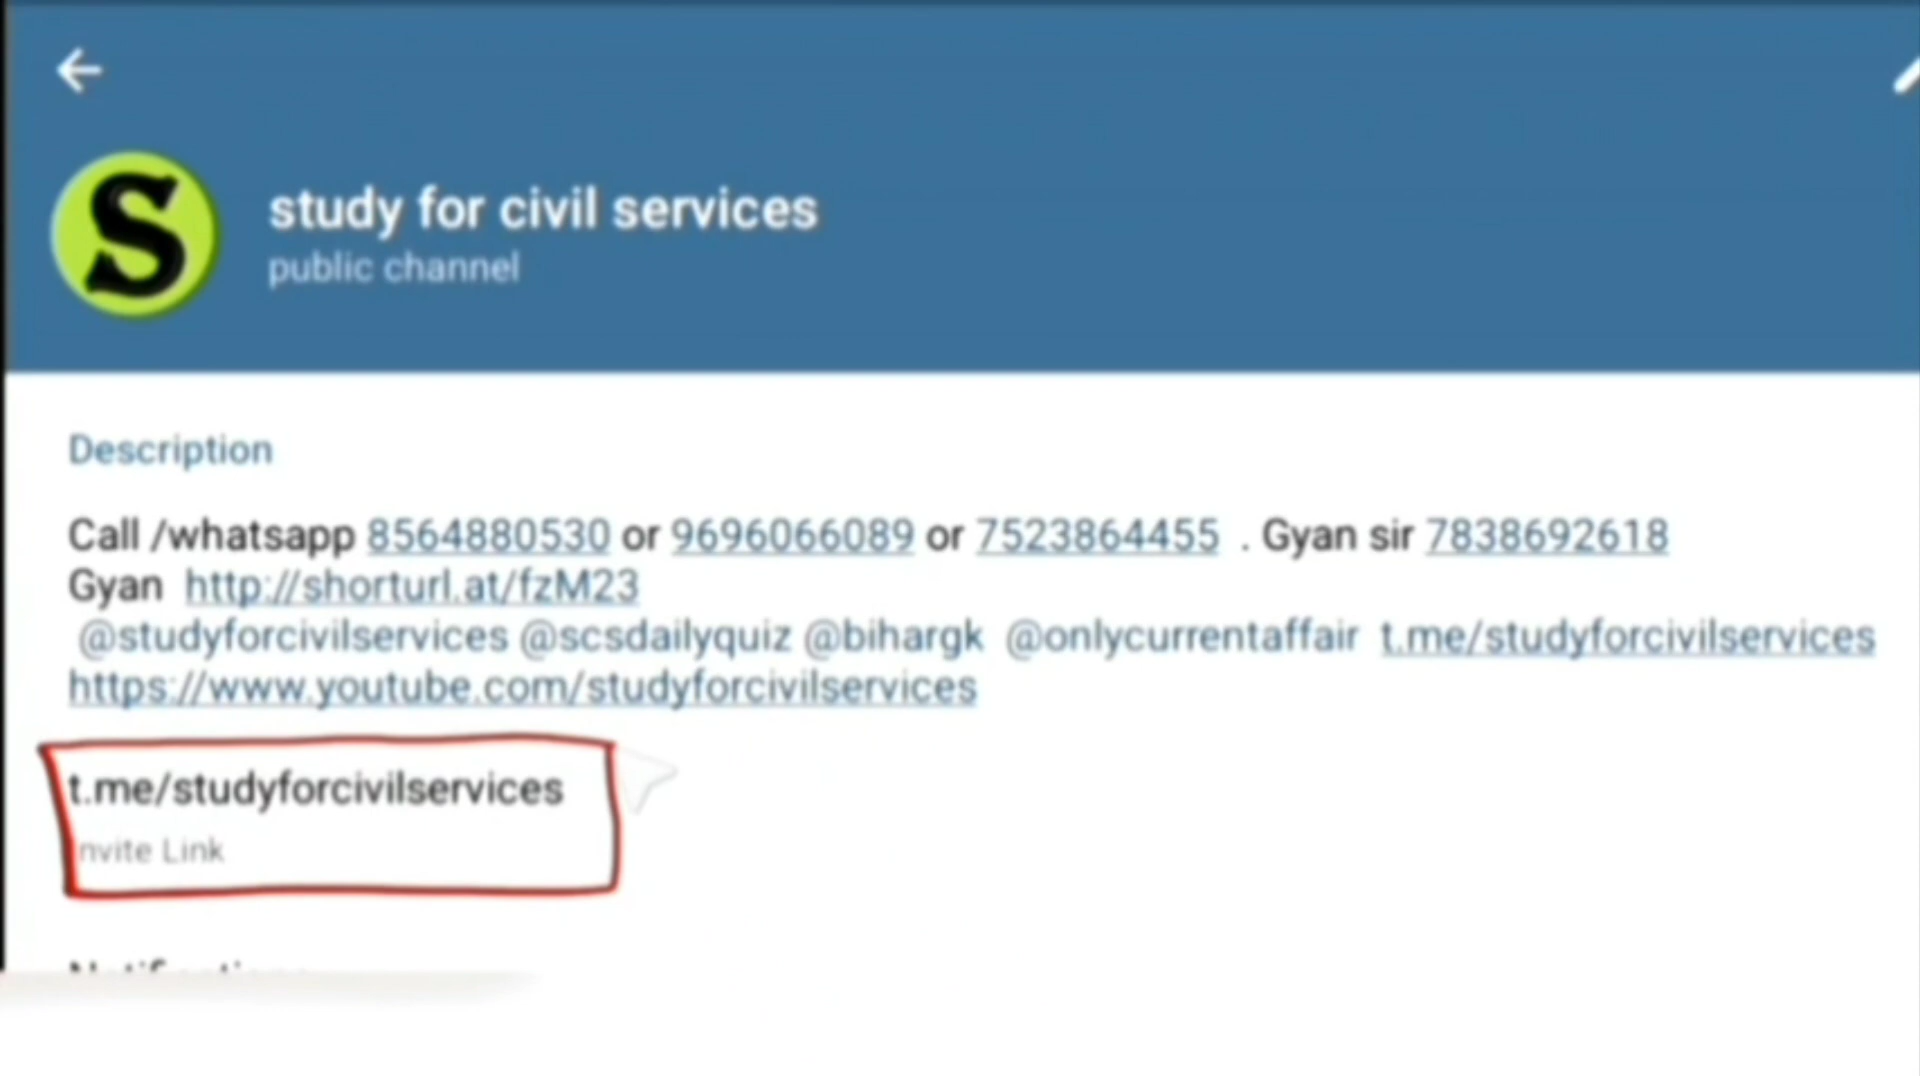 study for civil services
public channel
S
Description
Call /whatsapp 8564880530 or 9696066089 or 7523864455 . Gyan sir 7838692618
Gyan http://shorturl.at/fzM23
@studyforcivilservices @scsdailyquiz @bihargk @onlycurrentaffair t.me/studyforcivilservices
https://www.youtube.com/studyforcivilservices
t.me/studyforcivilservices
nvite Link